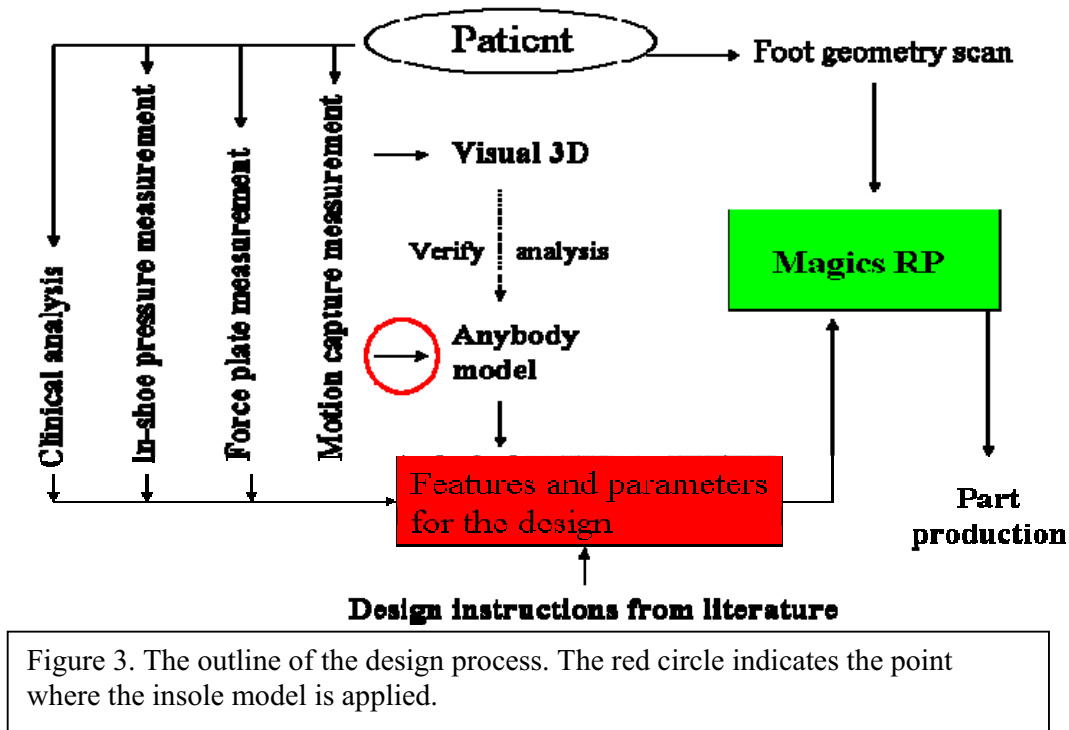 Patient
Foot geometry scan
Clinical analysis
In-shoe pressure measurement
Force plate measurement
Motion capture measurement
Visual 3D
Verify analysis
Anybody
model
Magics RP
Features and parameters
for the design
Part
production
Design instructions from literature
Figure 3. The outline of the design process. The red circle indicates the point
where the insole model is applied.